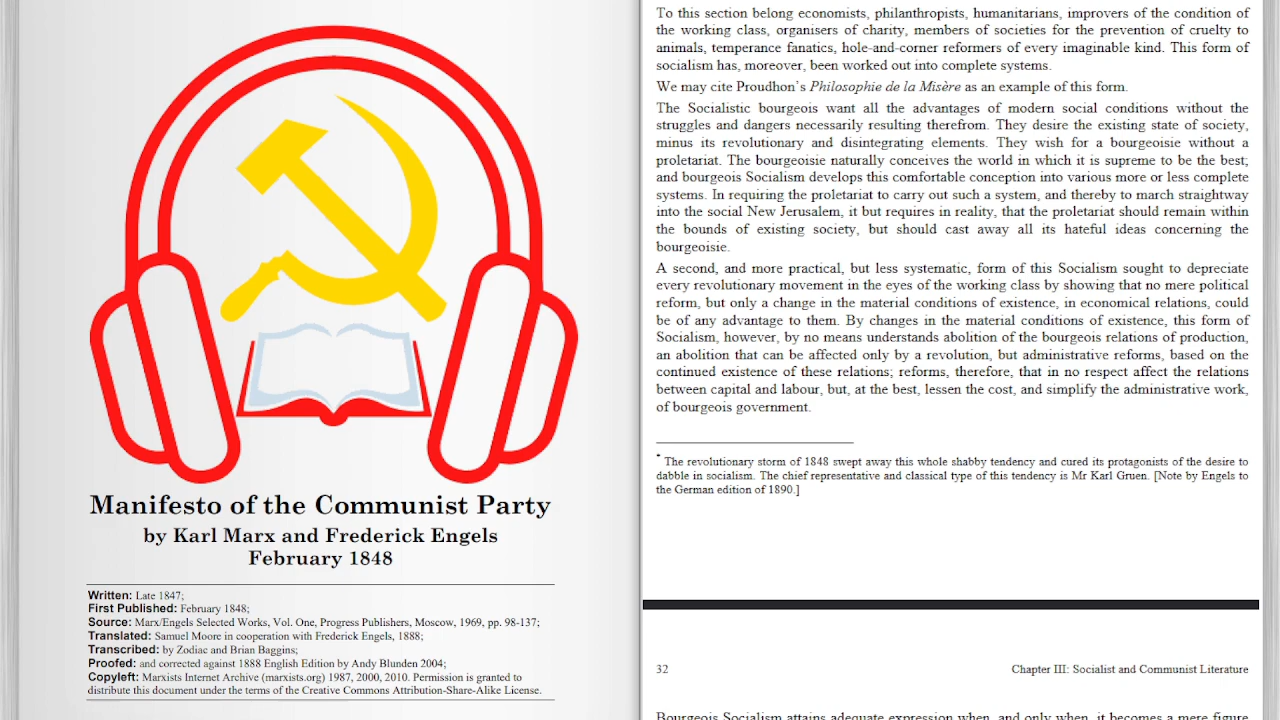 Manifesto of the Communist Party
by Karl Marx and Frederick Engels
February 1848
Written: Late 1847;
First Published: February 1848;
Source: Marx/Engels Selected Works, Vol. One, Progress Publishers, Moscow, 1969, pp. 98-137;
Translated: Samuel Moore in cooperation with Frederick Engels, 1888;
Transcribed: by Zodiac and Brian Baggins;
Proofed: and corrected against 1888 English Edition by Andy Blunden 2004;
Copyleft: Marxists Internet Archive (marxists.org) 1987, 2000, 2010. Permission is granted to
distribute this document under the terms of the Creative Commons Attribution-Share-Alike License.
To this section belong economists, philanthropists, humanitarians, improvers of the condition of
the working class, organisers of charity, members of societies for the prevention of cruelty to
animals, temperance fanatics, hole-and-corner reformers of every imaginable kind. This form of
socialism has, moreover, been worked out into complete systems.
We may cite Proudhon's Philosophie de la Misère as an example of this form.
The Socialistic bourgeois want all the advantages of modern social conditions without the
struggles and dangers necessarily resulting therefrom. They desire the existing state of society,
minus its revolutionary and disintegrating elements. They wish for a bourgeoisie without a
proletariat. The bourgeoisie naturally conceives the world in which it is supreme to be the best;
and bourgeois Socialism develops this comfortable conception into various more or less complete
systems. In requiring the proletariat to carry out such a system, and thereby to march straightway
into the social New Jerusalem, it but requires in reality, that the proletariat should remain within
the bounds of existing society, but should cast away all its hateful ideas concerning the
bourgeoisie.
A second, and more practical, but less systematic, form of this Socialism sought to depreciate
every revolutionary movement in the eyes of the working class by showing that no mere political
reform, but only a change in the material conditions of existence, in economical relations, could
be of any advantage to them. By changes in the material conditions of existence, this form of
Socialism, however, by no means understands abolition of the bourgeois relations of production,
an abolition that can be affected only by a revolution, but administrative reforms, based on the
continued existence of these relations; reforms, therefore, that in no respect affect the relations
between capital and labour, but, at the best, lessen the cost, and simplify the administrative work,
of bourgeois government.
* The revolutionary storm of 1848 swept away this whole shabby tendency and cured its protagonists of the desire to
dabble in socialism. The chief representative and classical type of this tendency is Mr Karl Gruen. [Note by Engels to
the German edition of 1890.]
32 Chapter III: Socialist and Communist Literature
Bourgeois Socialism attains adequate expression when, and only when, it becomes a mere figure